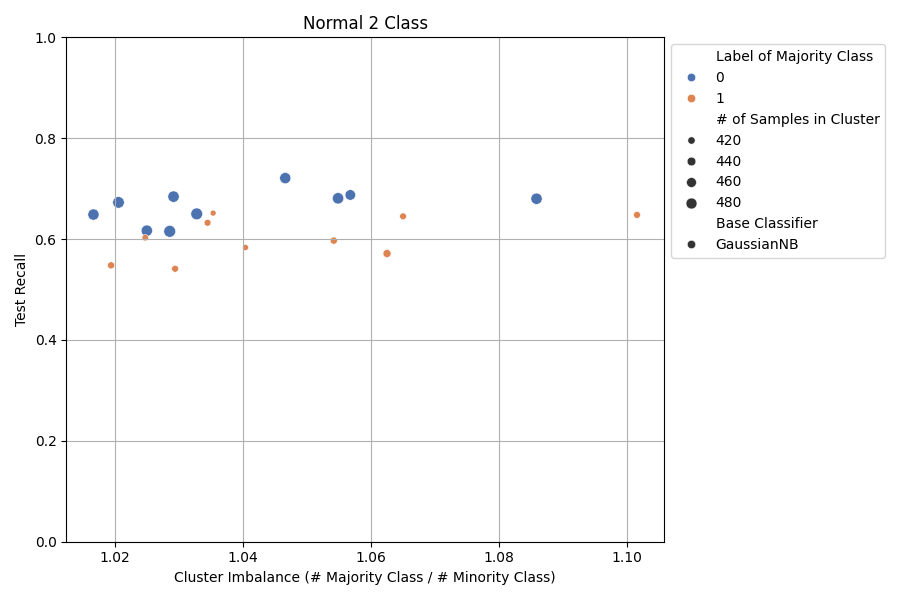 Normal 2 Class
1.0
0.8
0.6
0.4
0.2
0.0
Test Recall
1.02
1.04
1.06
1.08
1.10
Cluster Imbalance (# Majority Class / # Minority Class)
Label of Majority Class
0
1
# of Samples in Cluster
420
440
460
480
Base Classifier
GaussianNB